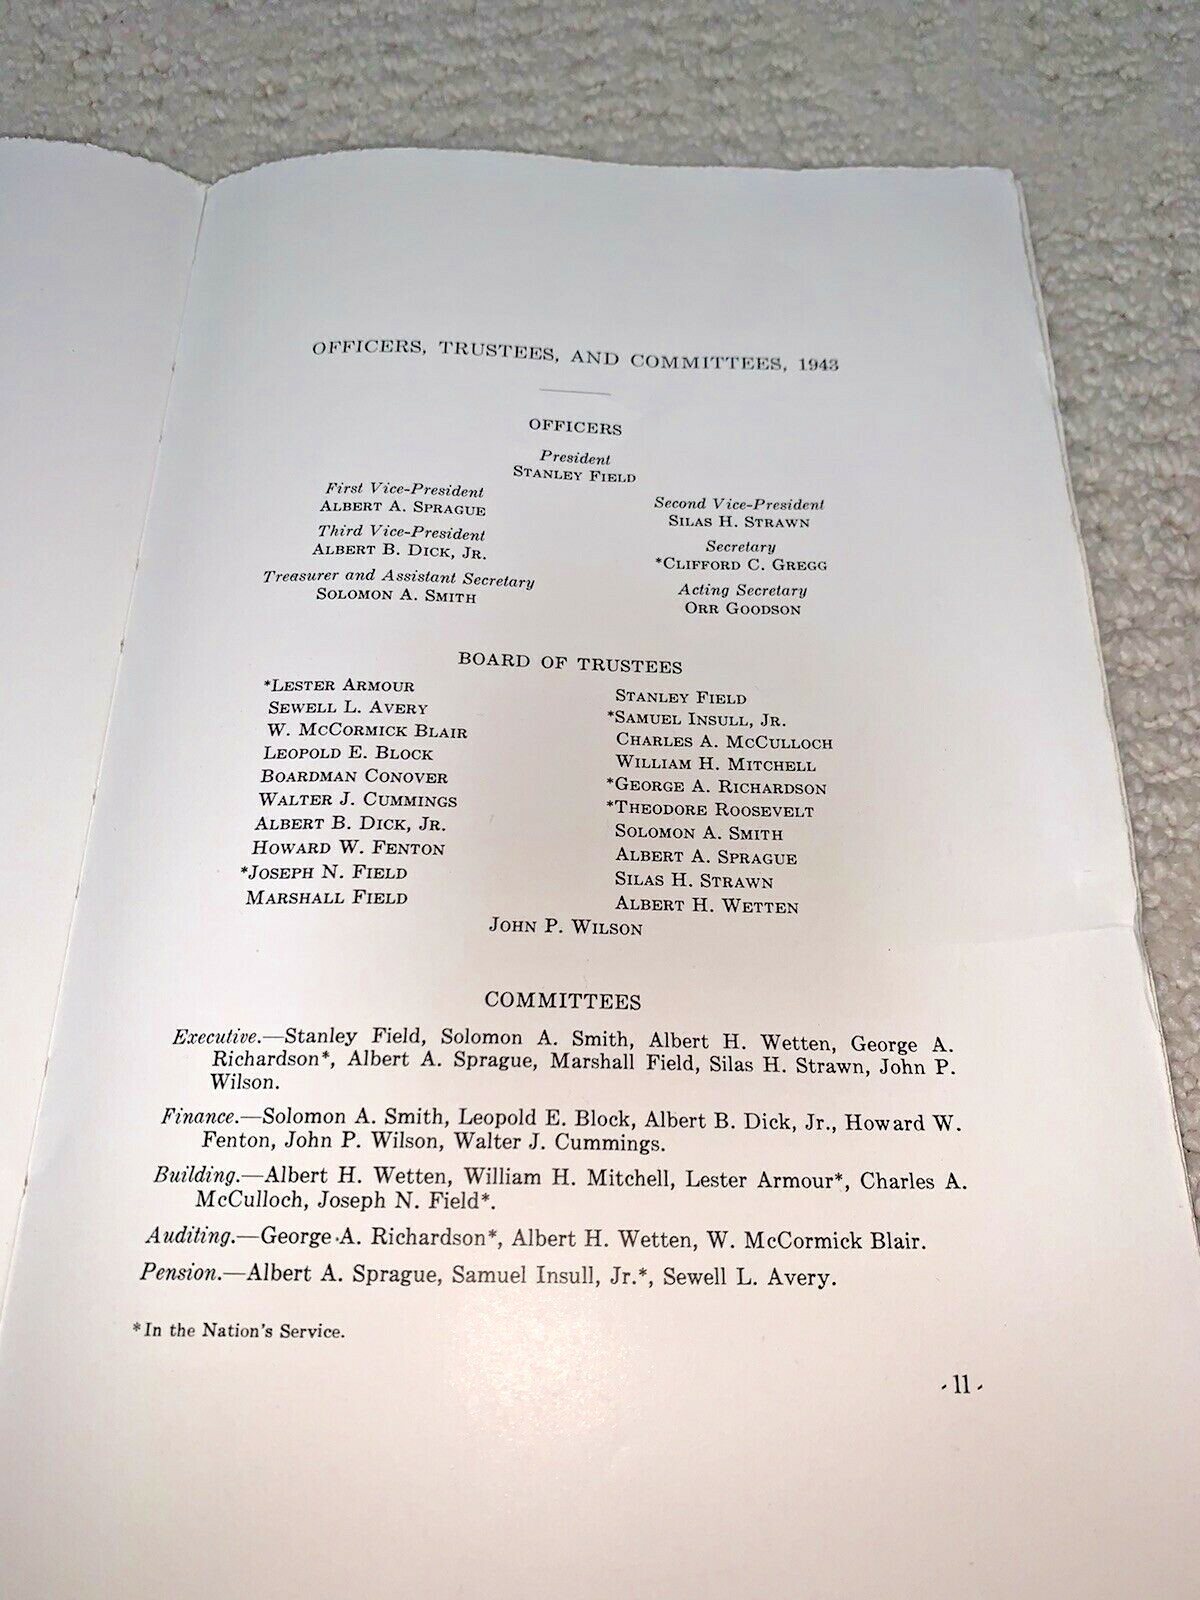 OFFICERS, TRUSTEES, AND COMMITTEES, 1943
OFFICERS
President
STANLEY FIELD
First Vice-President
ALBERT A. SPRAGUE
Second Vice-President
SILAS H. STRAWN
Third Vice-President
ALBERT B. DICK, JR.
Secretary
*CLIFFORD C. GREGG
Treasurer and Assistant Secretary
SOLOMON A. SMITH
Acting Secretary
ORR GOODSON
BOARD OF TRUSTEES
*LESTER ARMOUR
SEWELL L. AVERY
W. MCCORMICK BLAIR
LEOPOLD E. BLOCK
BOARDMAN CONOVER
WALTER J. CUMMINGS
ALBERT B. DICK, JR.
HOWARD W. FENTON
*JOSEPH N. FIELD
MARSHALL FIELD
STANLEY FIELD
*SAMUEL INSULL, JR.
CHARLES A. MCCULLOCH
WILLIAM H. MITCHELL
*GEORGE A. RICHARDSON
*THEODORE ROOSEVELT
SOLOMON A. SMITH
ALBERT A. SPRAGUE
SILAS H. STRAWN
ALBERT H. WETTEN
JOHN P. WILSON
COMMITTEES
Executive.—Stanley Field, Solomon A. Smith, Albert H. Wetten, George A.
Richardson*, Albert A. Sprague, Marshall Field, Silas H. Strawn, John P.
Wilson.
Finance.—Solomon A. Smith, Leopold E. Block, Albert B. Dick, Jr., Howard W.
Fenton, John P. Wilson, Walter J. Cummings.
Building.—Albert H. Wetten, William H. Mitchell, Lester Armour*, Charles A.
McCulloch, Joseph N. Field*.
Auditing.—George A. Richardson*, Albert H. Wetten, W. McCormick Blair.
Pension.—Albert A. Sprague, Samuel Insull, Jr.*, Sewell L. Avery.
*In the Nation's Service.
· 11 ·